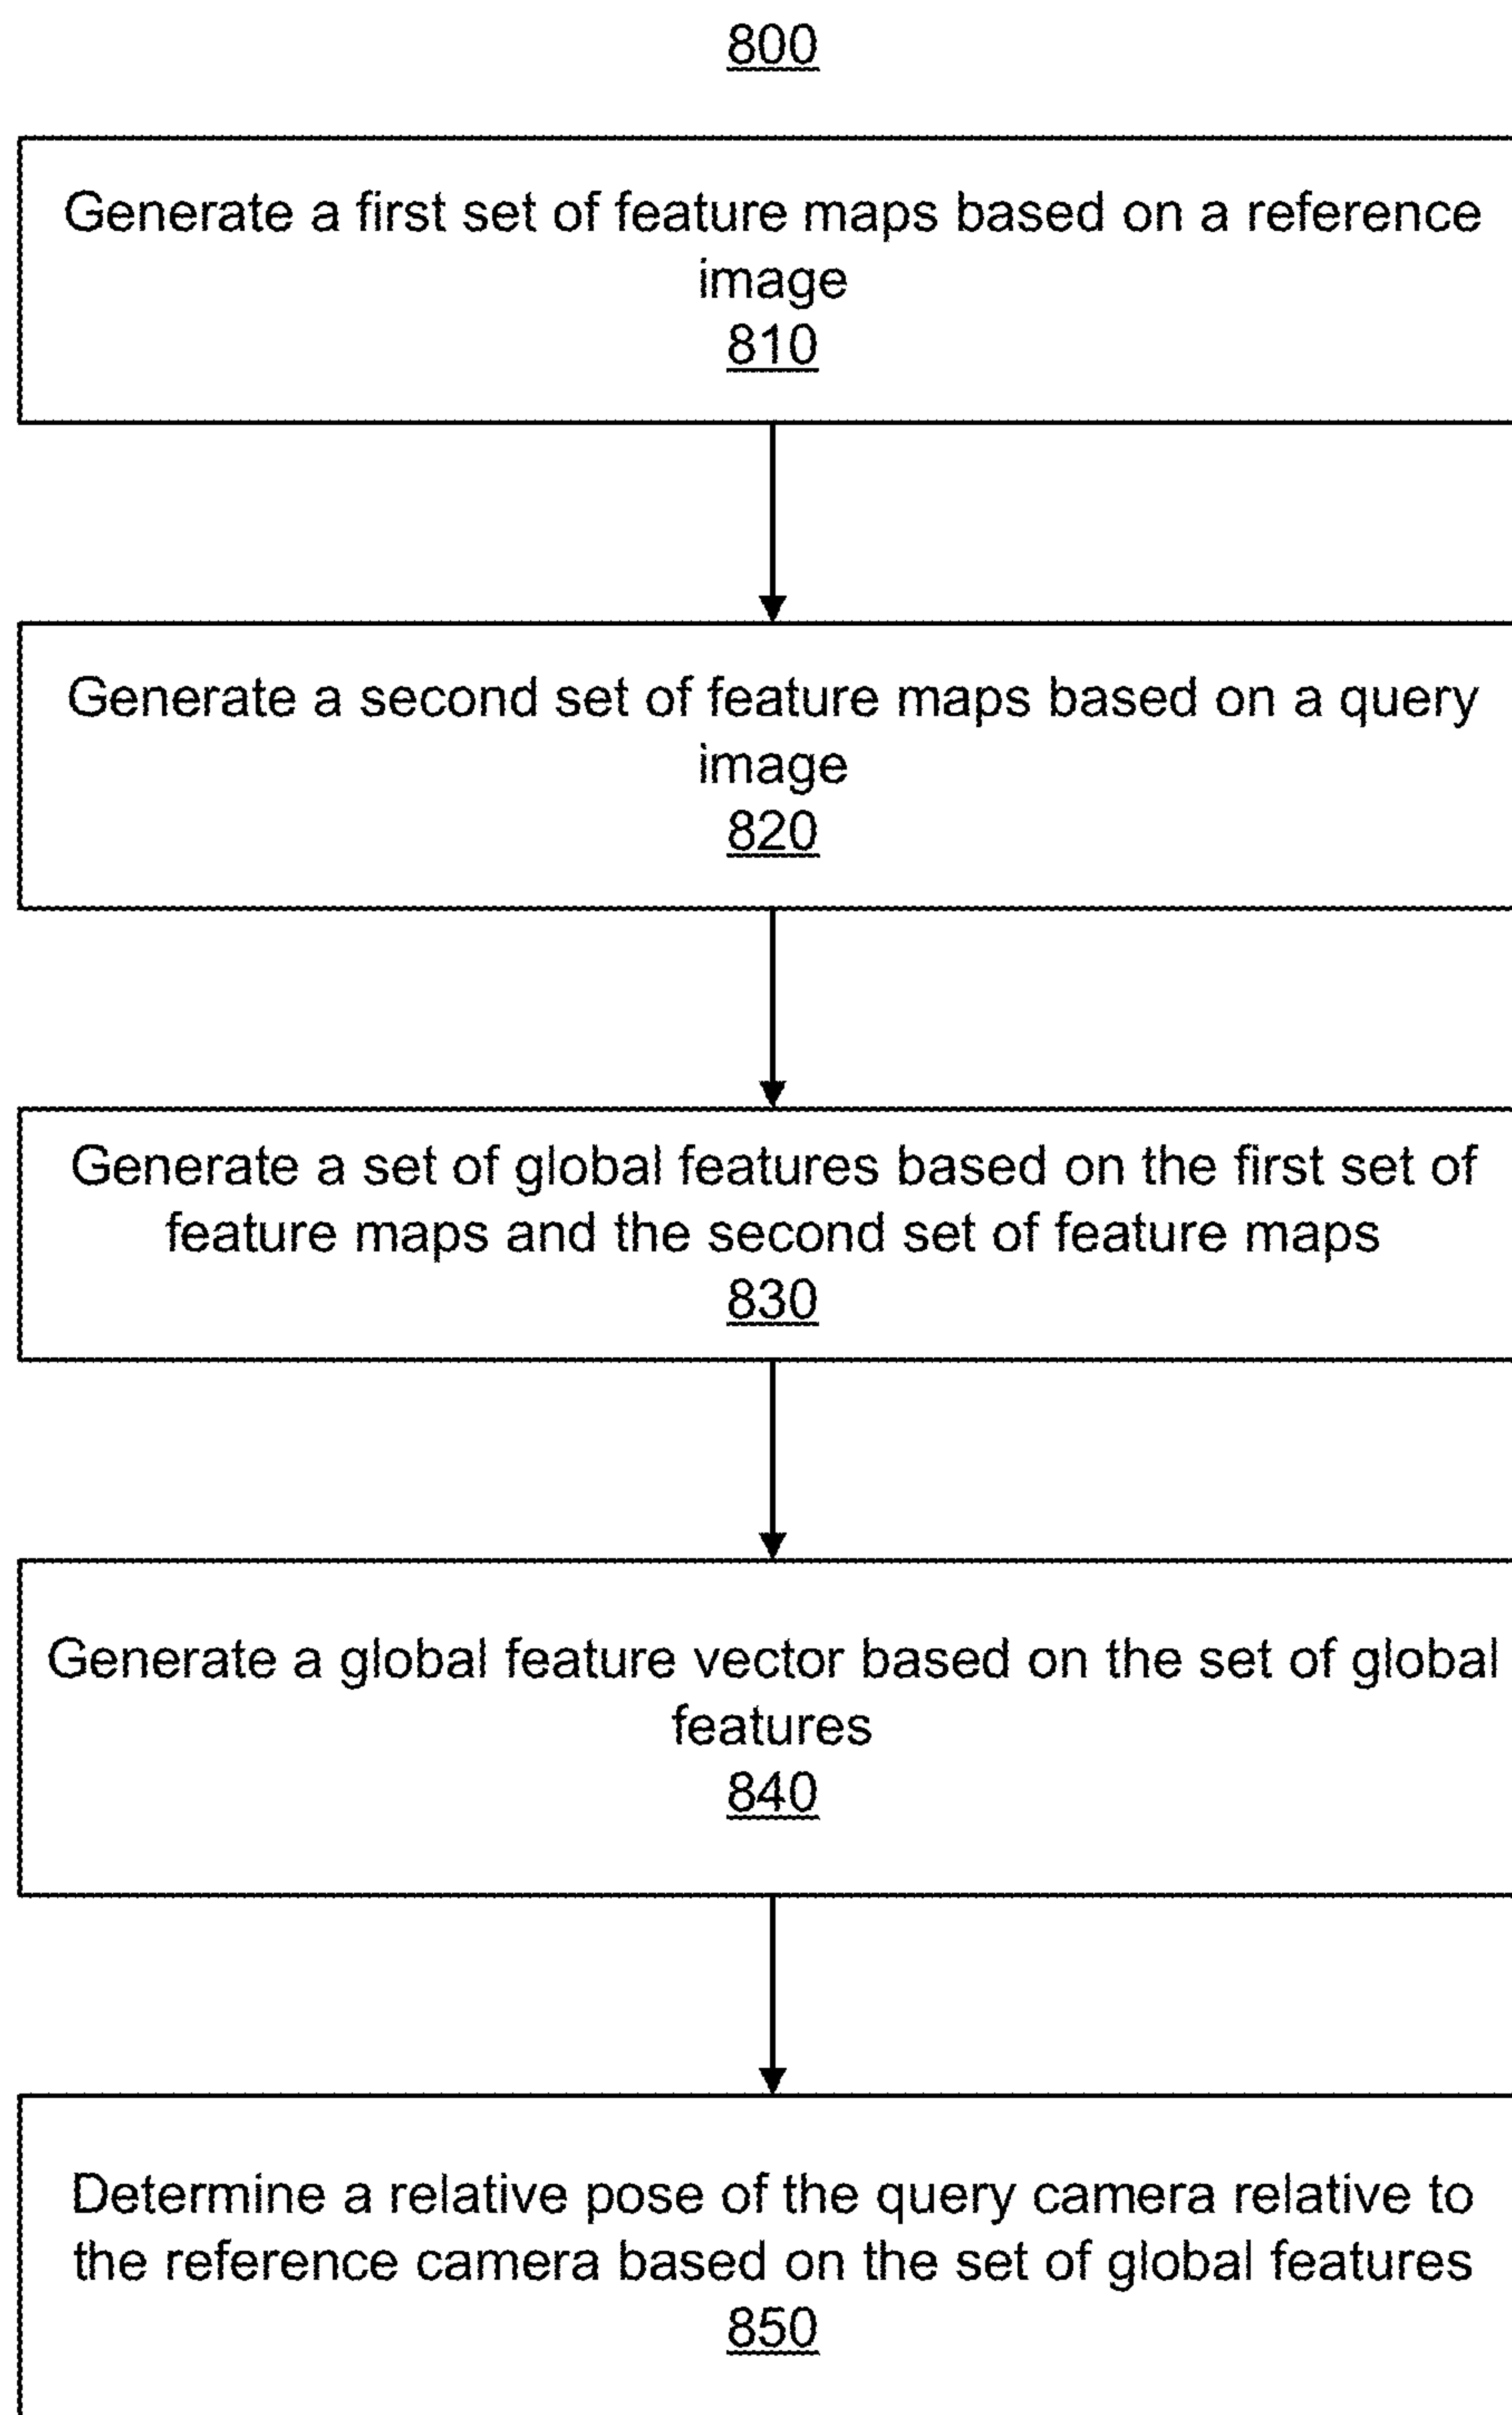 800
Generate a first set of feature maps based on a reference
image
810
Generate a second set of feature maps based on a query
image
820
Generate a set of global features based on the first set of
feature maps and the second set of feature maps
830
Generate a global feature vector based on the set of global
features
840
Determine a relative pose of the query camera relative to
the reference camera based on the set of global features
850